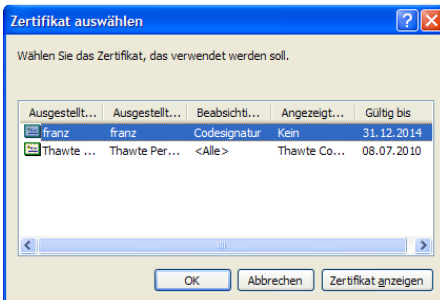 Zertifikat auswählen
Wählen Sie das Zertifikat, das verwendet werden soll.
Ausgestellt... Ausgestellt... Beabsichti... Angezeigt... Gültig bis
franz franz Codesignatur Kein 31.12.2014
Thawte ... Thawte Per... <Alle> Thawte Co... 08.07.2010
OK Abbrechen Zertifikat anzeigen